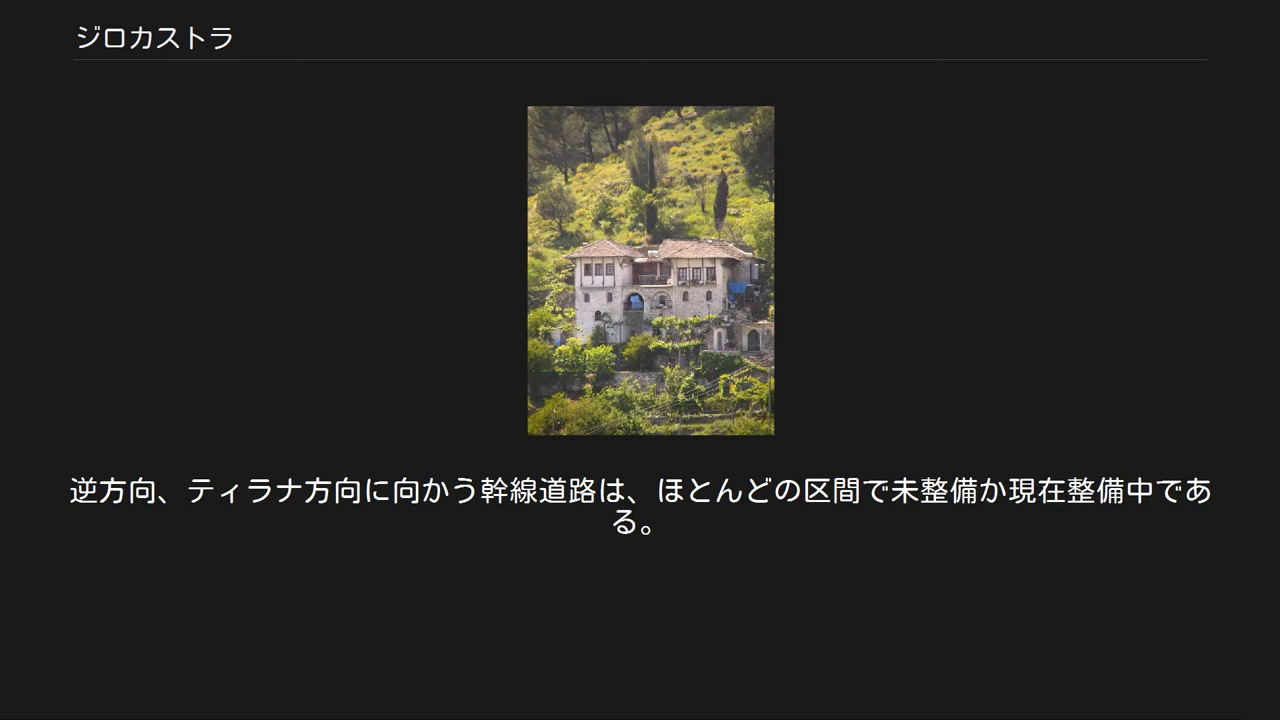 ジロカストラ
逆方向、ティラナ方向に向かう幹線道路は、ほとんどの区間で未整備か現在整備中であ
る。